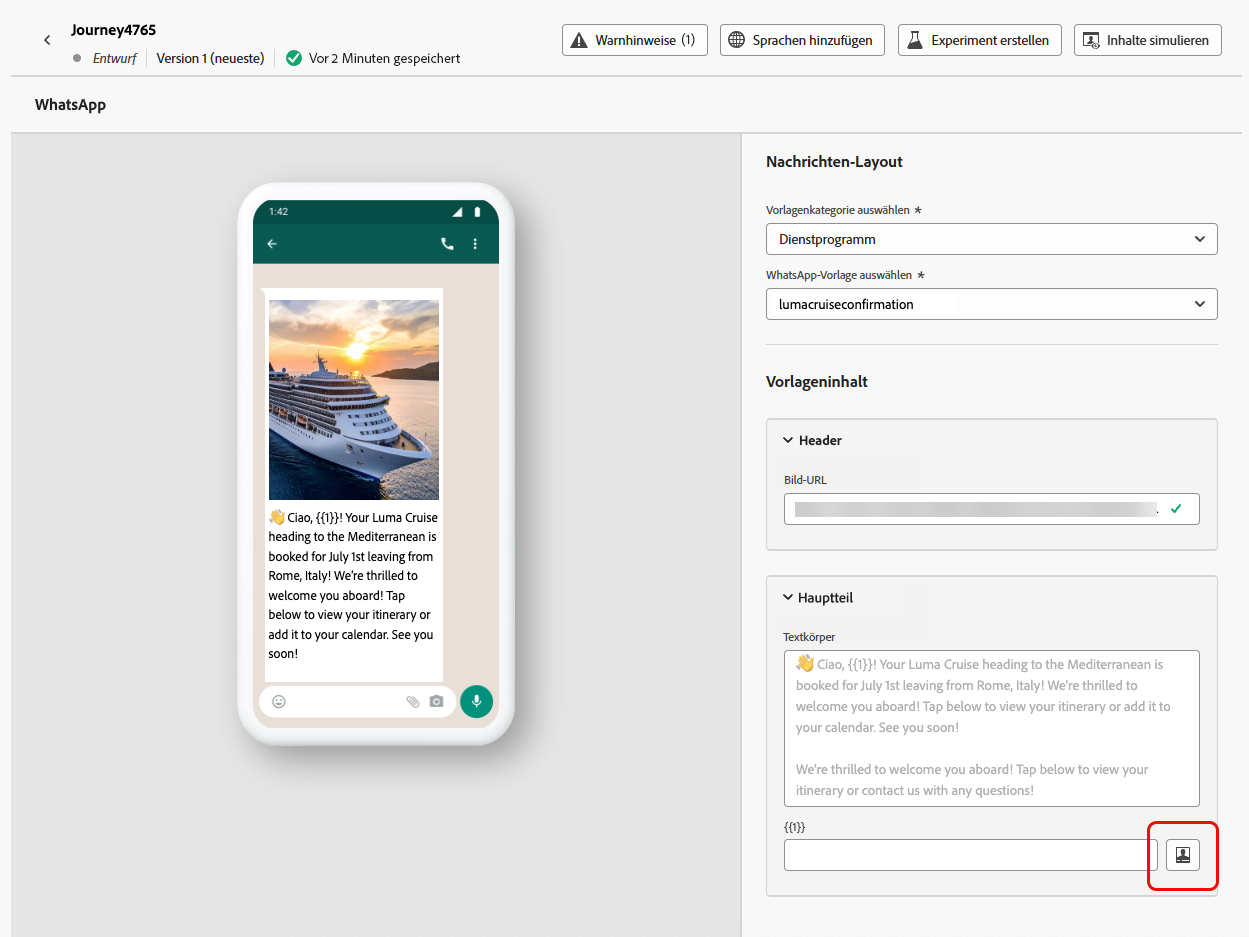 Journey4765
Entwurf
Version 1 (neueste)
Vor 2 Minuten gespeichert
Warnhinweise (1)
Sprachen hinzufügen
Experiment erstellen
Inhalte simulieren
WhatsApp
1:42
👋 Ciao, {{1}}! Your Luma Cruise
heading to the Mediterranean is
booked for July 1st leaving from
Rome, Italy! We’re thrilled to
welcome you aboard! Tap
below to view your itinerary or
add it to your calendar. See you
soon!
Nachrichten-Layout
Vorlagenkategorie auswählen *
Dienstprogramm
WhatsApp-Vorlage auswählen *
lumacruiseconfirmation
Vorlageninhalt
Header
Bild-URL
Hauptteil
Textkörper
👋 Ciao, {{1}}! Your Luma Cruise heading to the Mediterranean is
booked for July 1st leaving from Rome, Italy! We’re thrilled to
welcome you aboard! Tap below to view your itinerary or add it to
your calendar. See you soon!
We’re thrilled to welcome you aboard! Tap below to view your
itinerary or contact us with any questions!
{{1}}